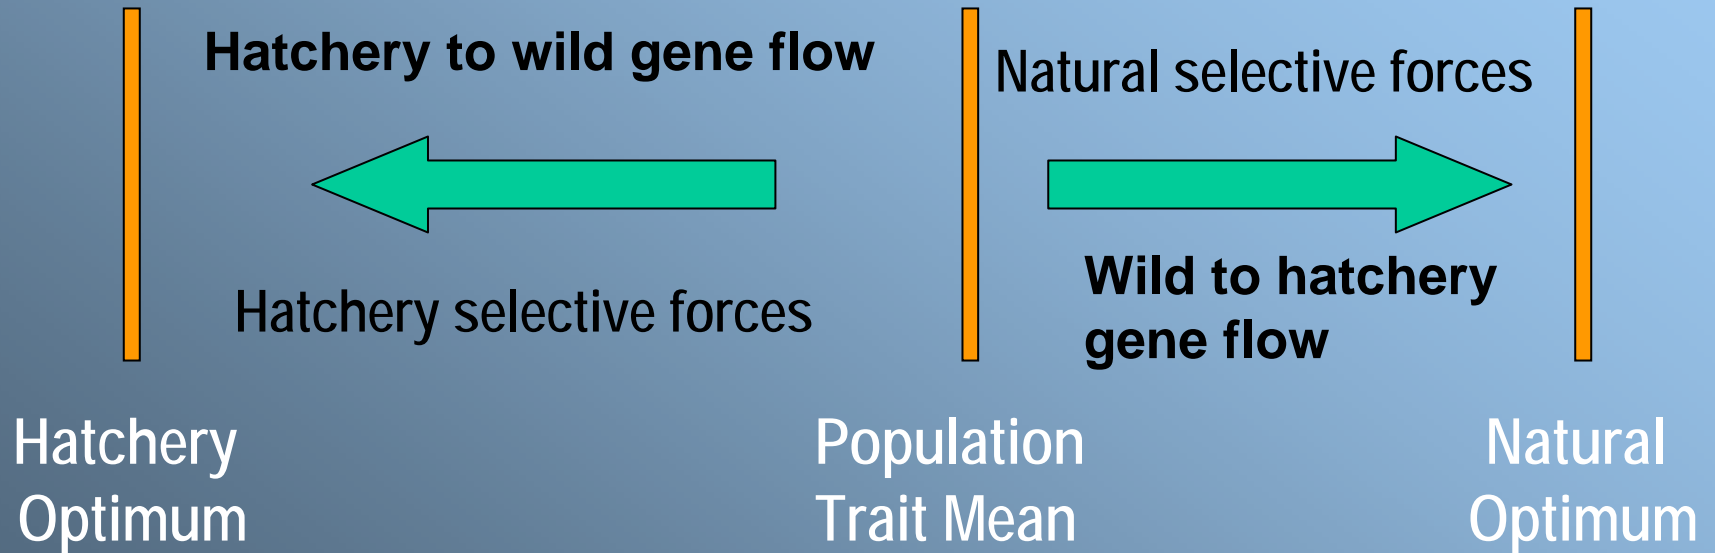 Hatchery to wild gene flow
Natural selective forces
Hatchery selective forces
Wild to hatchery
gene flow
Hatchery
Optimum
Population
Trait Mean
Natural
Optimum